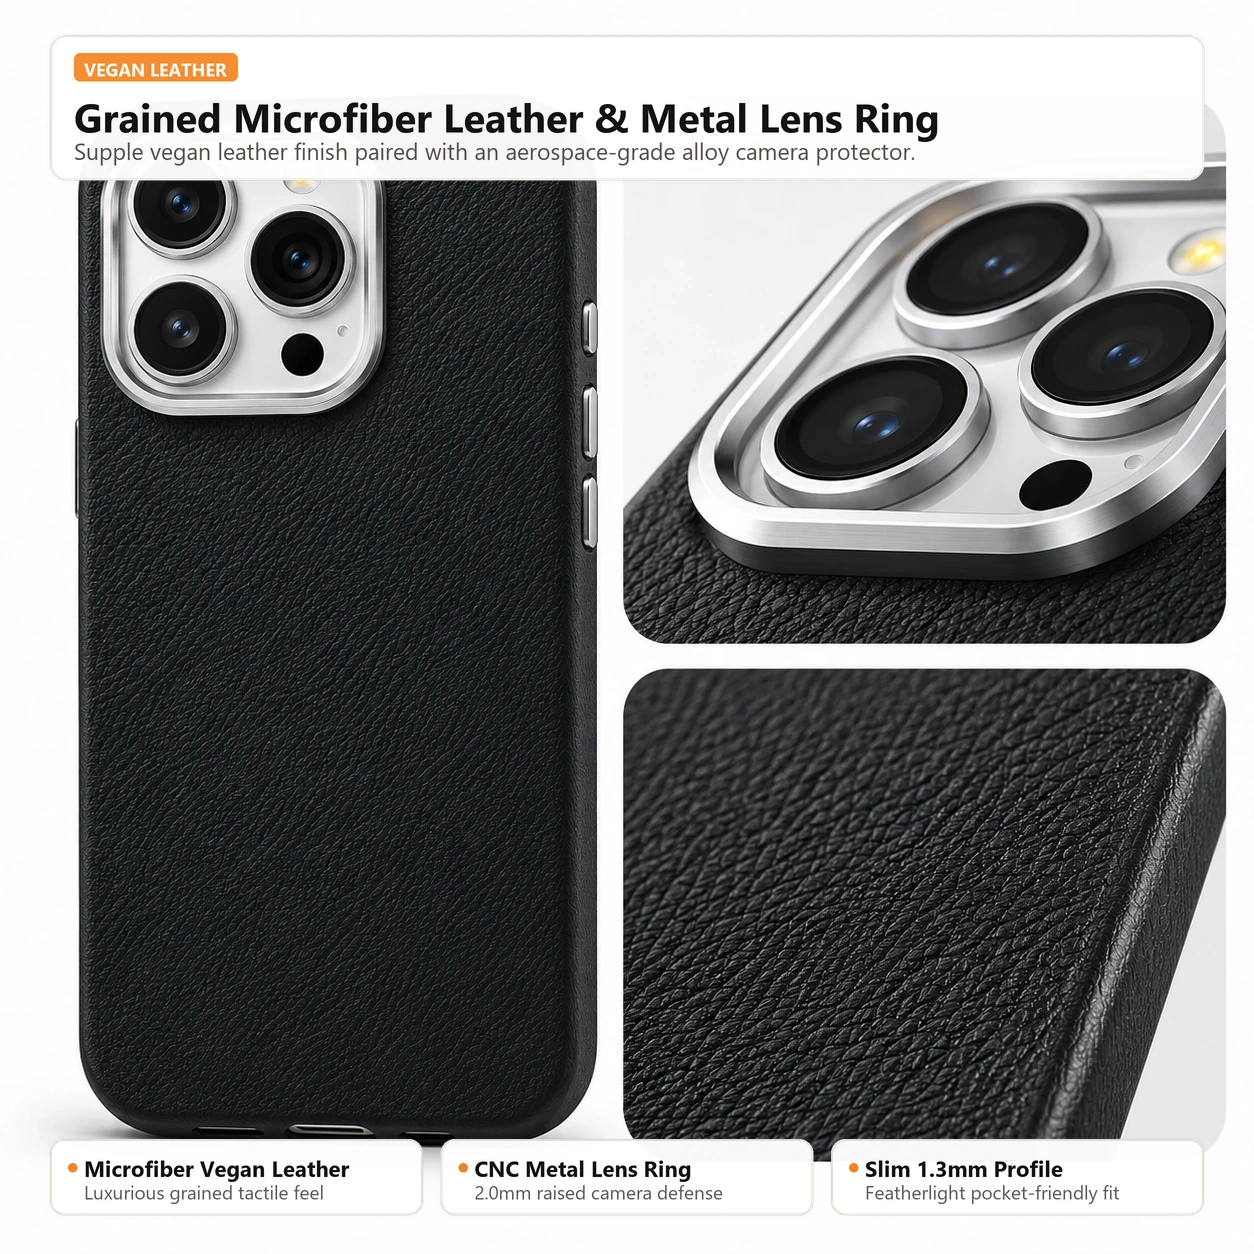 VEGAN LEATHER
Grained Microfiber Leather & Metal Lens Ring
Supple vegan leather finish paired with an aerospace-grade alloy camera protector.
Microfiber Vegan Leather
Luxurious grained tactile feel
CNC Metal Lens Ring
2.0mm raised camera defense
Slim 1.3mm Profile
Featherlight pocket-friendly fit